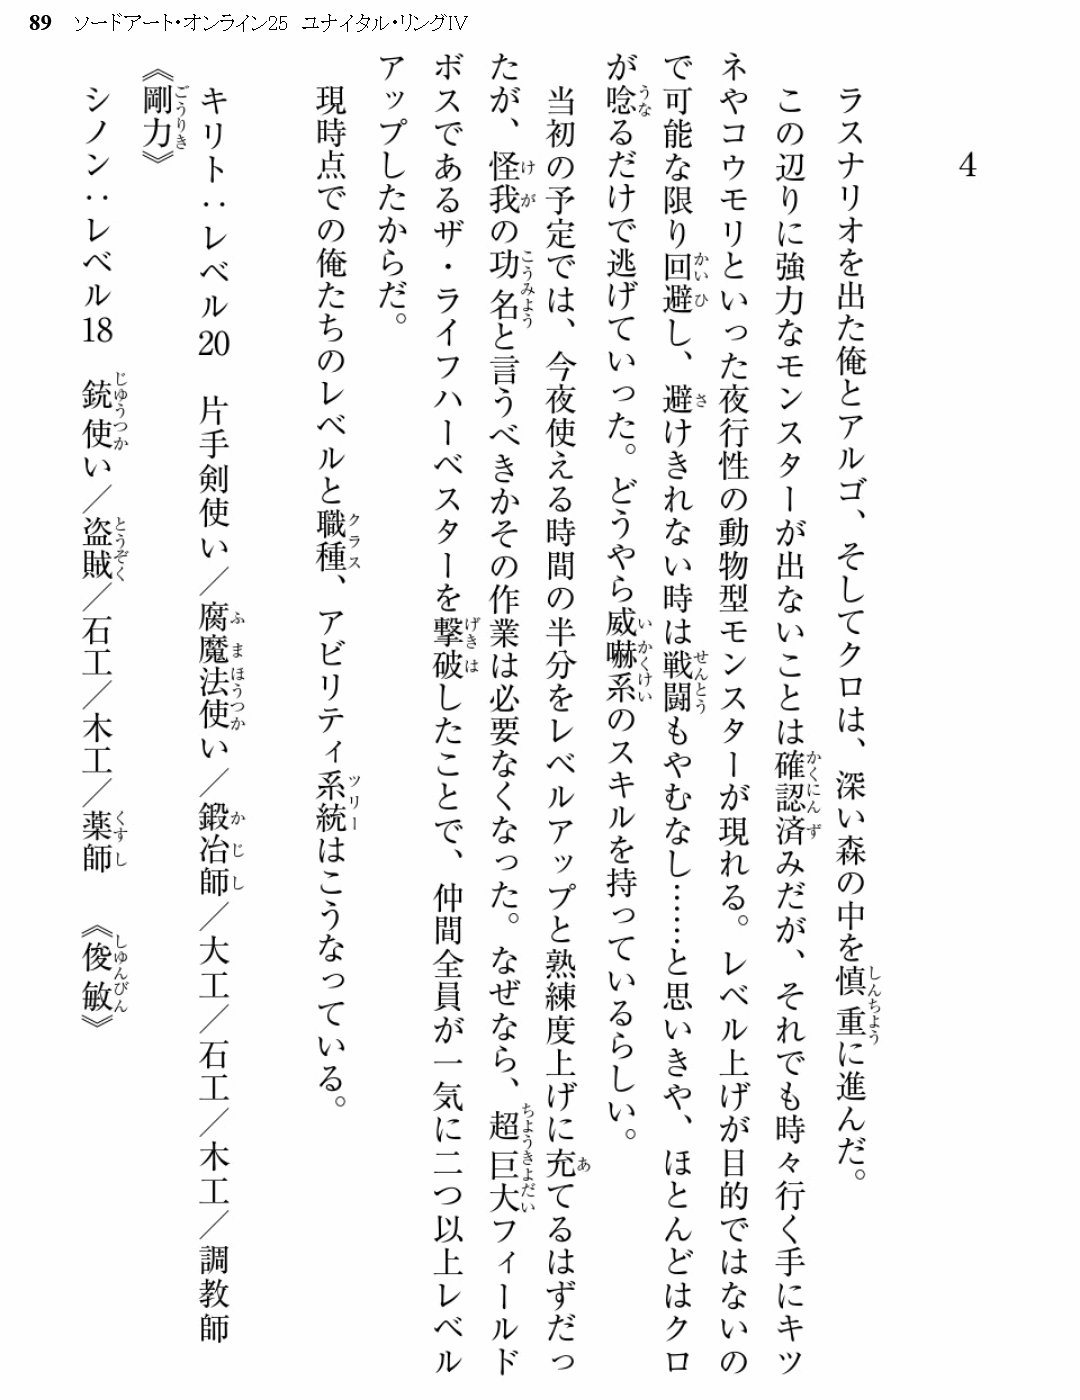 89 ソードアート・オンライン25 ユナイタル・リングIV
4
ラスナリオを出た俺とアルゴ、そしてクロは、深い森の中を慎重に進んだ。
この辺りに強力なモンスターが出ないことは確認済みだが、それでも時々行く手にキツ
ネやコウモリといった夜行性の動物型モンスターが現れる。レベル上げが目的ではないの
で可能な限り回避し、避けきれない時は戦闘もやむなし……と思いきや、ほとんどはクロ
が唸るだけで逃げていった。どうやら威嚇系のスキルを持っているらしい。
当初の予定では、今夜使える時間の半分をレベルアップと熟練度上げに充てるはずだっ
たが、怪我の功名と言うべきかその作業は必要なくなった。なぜなら、超巨大フィールド
ボスであるザ・ライフハーベスターを撃破したことで、仲間全員が一気に二つ以上レベル
アップしたからだ。
現時点での俺たちのレベルと職種、アビリティ系統はこうなっている。
キリト：レベル20 片手剣使い／腐魔法使い／鍛冶師／大工／石工／木工／調教師
《剛力》
シノン：レベル18 銃使い／盗賊／石工／木工／薬師 《俊敏》